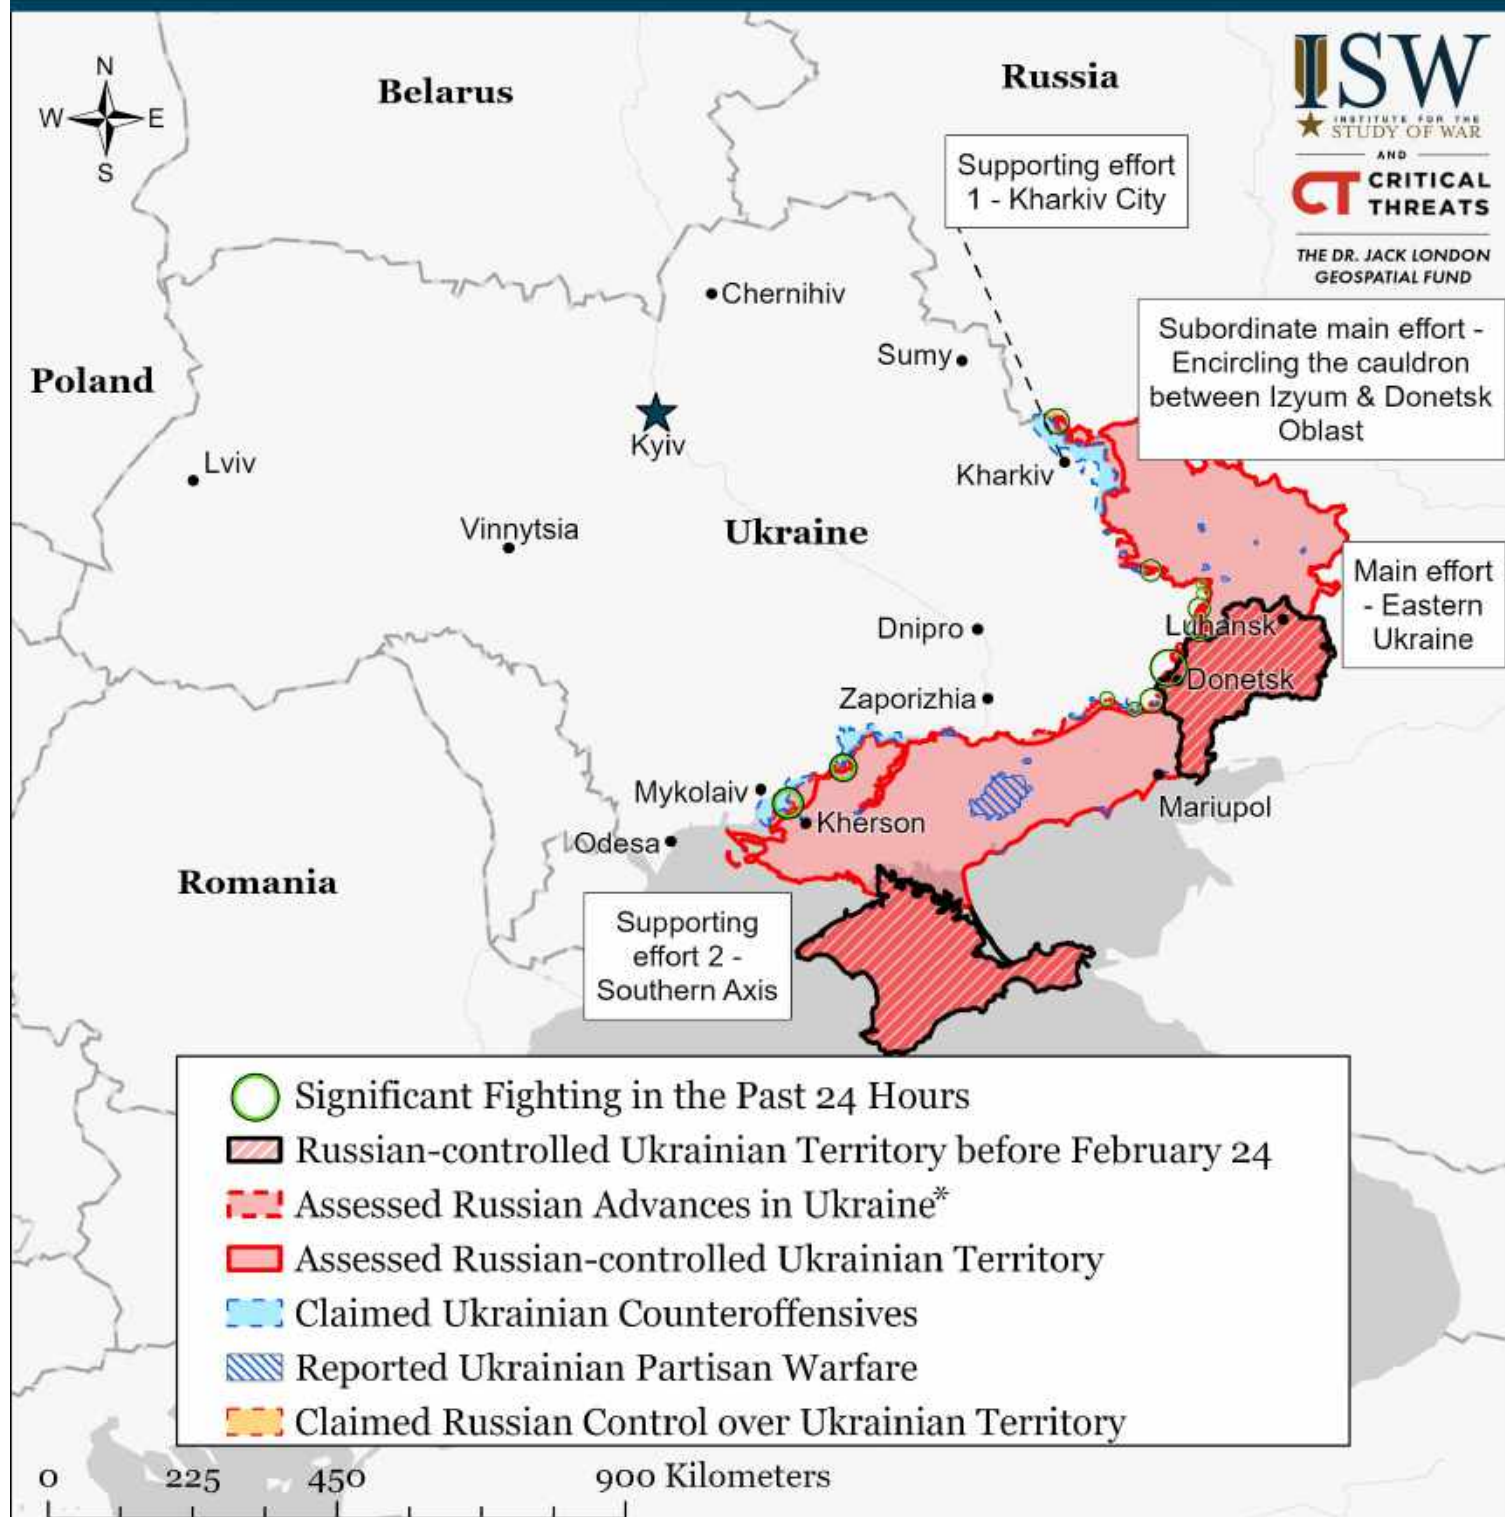 N
W E
S
Belarus
Russia
ISW
INSTITUTE FOR THE
STUDY OF WAR
AND
CT CRITICAL
THREATS
THE DR. JACK LONDON
GEOSPATIAL FUND
Supporting effort
1 - Kharkiv City
Chernihiv
Subordinate main effort -
Encircling the cauldron
between Izyum & Donetsk
Oblast
Sumy
Poland
Kyiv
Lviv
Kharkiv
Vinnytsia
Ukraine
Main effort
- Eastern
Ukraine
Dnipro
Luhansk
Donetsk
Zaporizhia
Mykolaiv
Mariupol
Kherson
Odesa
Romania
Supporting
effort 2 -
Southern Axis
Significant Fighting in the Past 24 Hours
Russian-controlled Ukrainian Territory before February 24
Assessed Russian Advances in Ukraine*
Assessed Russian-controlled Ukrainian Territory
Claimed Ukrainian Counteroffensives
Reported Ukrainian Partisan Warfare
Claimed Russian Control over Ukrainian Territory
0 225 450 900 Kilometers